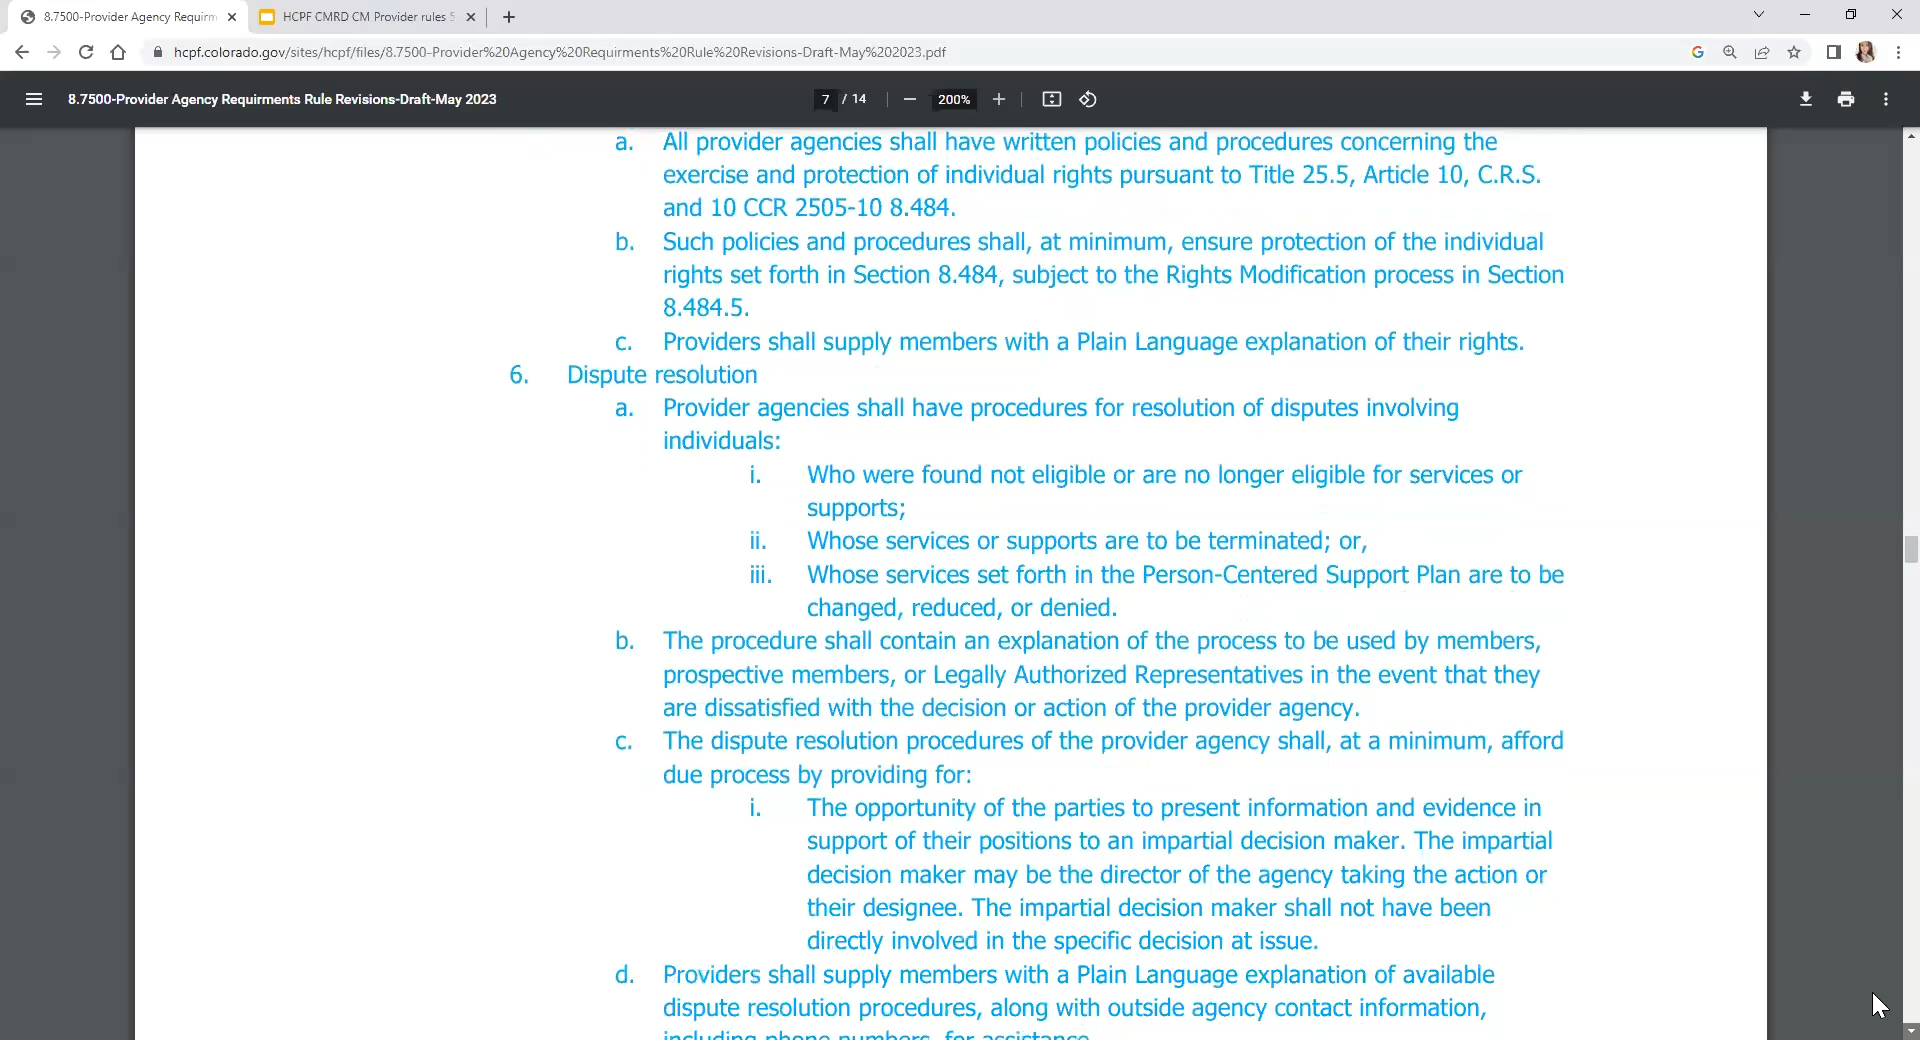 8.7500-Provider Agency Requirm
HCPF CMRD CM Provider rules 5
hcpf.colorado.gov/sites/hcpf/files/8.7500-Provider%20Agency%20Requirments%20Rule%20Revisions-Draft-May%202023.pdf
8.7500-Provider Agency Requirments Rule Revisions-Draft-May 2023
7 / 14
200%
a. All provider agencies shall have written policies and procedures concerning the
exercise and protection of individual rights pursuant to Title 25.5, Article 10, C.R.S.
and 10 CCR 2505-10 8.484.
b. Such policies and procedures shall, at minimum, ensure protection of the individual
rights set forth in Section 8.484, subject to the Rights Modification process in Section
8.484.5.
c. Providers shall supply members with a Plain Language explanation of their rights.
6. Dispute resolution
a. Provider agencies shall have procedures for resolution of disputes involving
individuals:
i. Who were found not eligible or are no longer eligible for services or
supports;
ii. Whose services or supports are to be terminated; or,
iii. Whose services set forth in the Person-Centered Support Plan are to be
changed, reduced, or denied.
b. The procedure shall contain an explanation of the process to be used by members,
prospective members, or Legally Authorized Representatives in the event that they
are dissatisfied with the decision or action of the provider agency.
c. The dispute resolution procedures of the provider agency shall, at a minimum, afford
due process by providing for:
i. The opportunity of the parties to present information and evidence in
support of their positions to an impartial decision maker. The impartial
decision maker may be the director of the agency taking the action or
their designee. The impartial decision maker shall not have been
directly involved in the specific decision at issue.
d. Providers shall supply members with a Plain Language explanation of available
dispute resolution procedures, along with outside agency contact information,
including phone numbers, for assistance